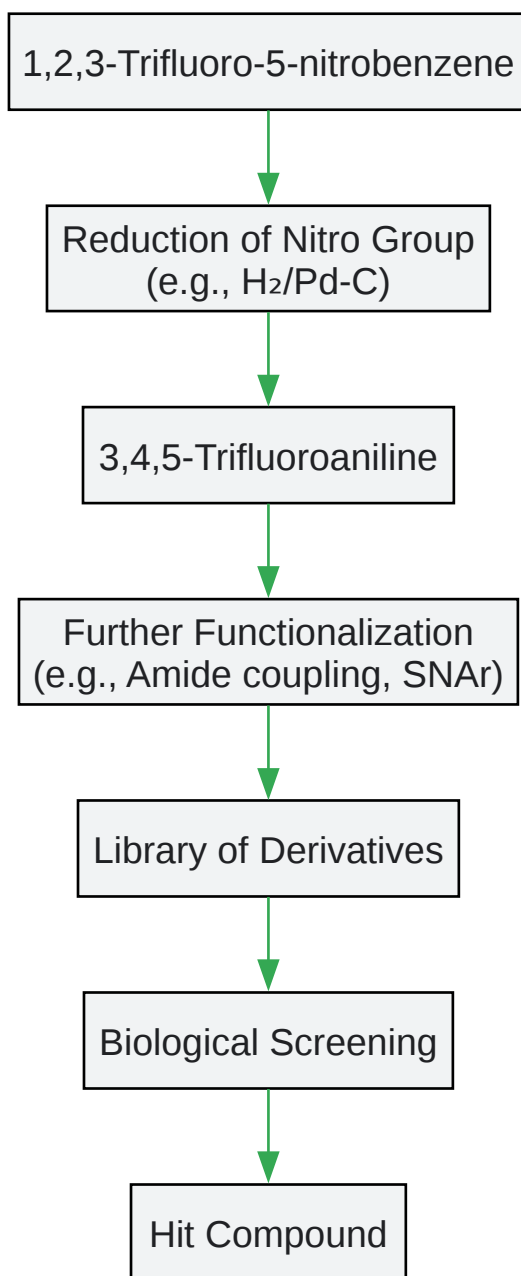 1,2,3-Trifluoro-5-nitrobenzene
Reduction of Nitro Group
(e.g., H₂/Pd-C)
3,4,5-Trifluoroaniline
Further Functionalization
(e.g., Amide coupling, SNAr)
Library of Derivatives
Biological Screening
Hit Compound